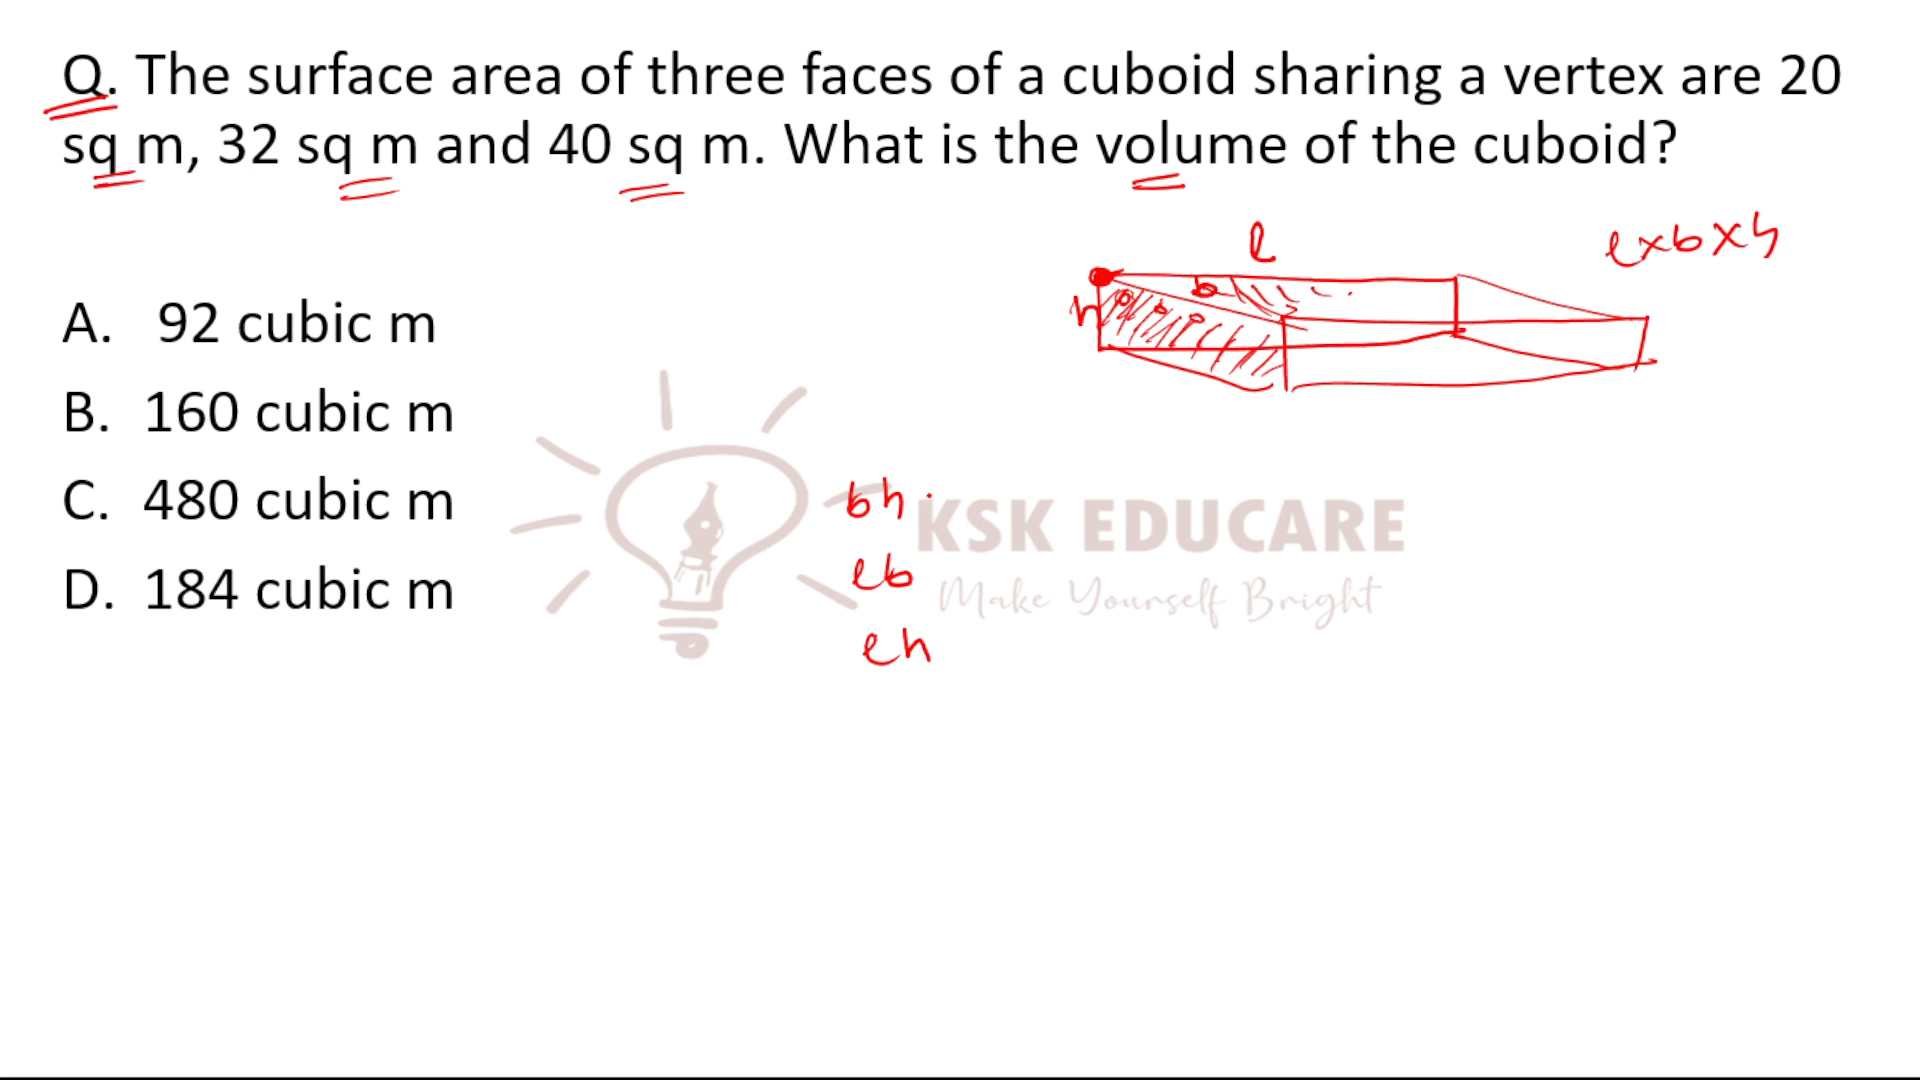 Q. The surface area of three faces of a cuboid sharing a vertex are 20
sq m, 32 sq m and 40 sq m. What is the volume of the cuboid?
l
l×b×h
b
h
A. 92 cubic m
B. 160 cubic m
C. 480 cubic m
D. 184 cubic m
bh
lb
lh
KSK EDUCARE
Make Yourself Bright